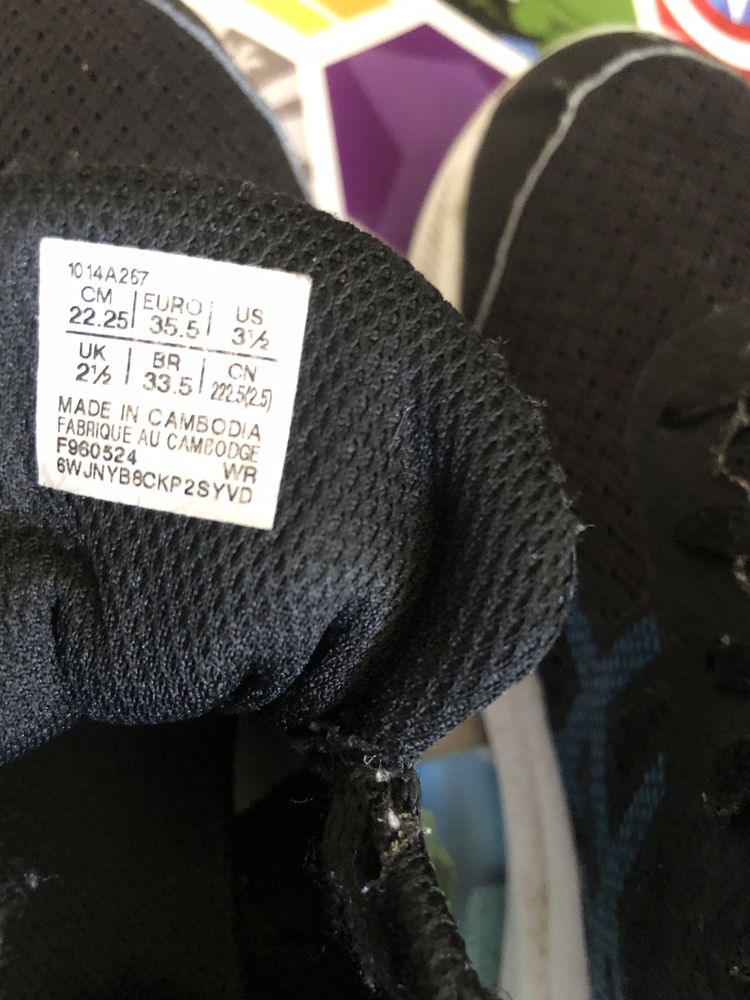 1014A267
CM | EURO | US
22.25 | 35.5 | 3½
UK | BR | CN
2½ | 33.5 | 222.5(2.5)
MADE IN CAMBODIA
FABRIQUE AU CAMBODGE
F960524 WR
6WJNYB8CKP2SYVD